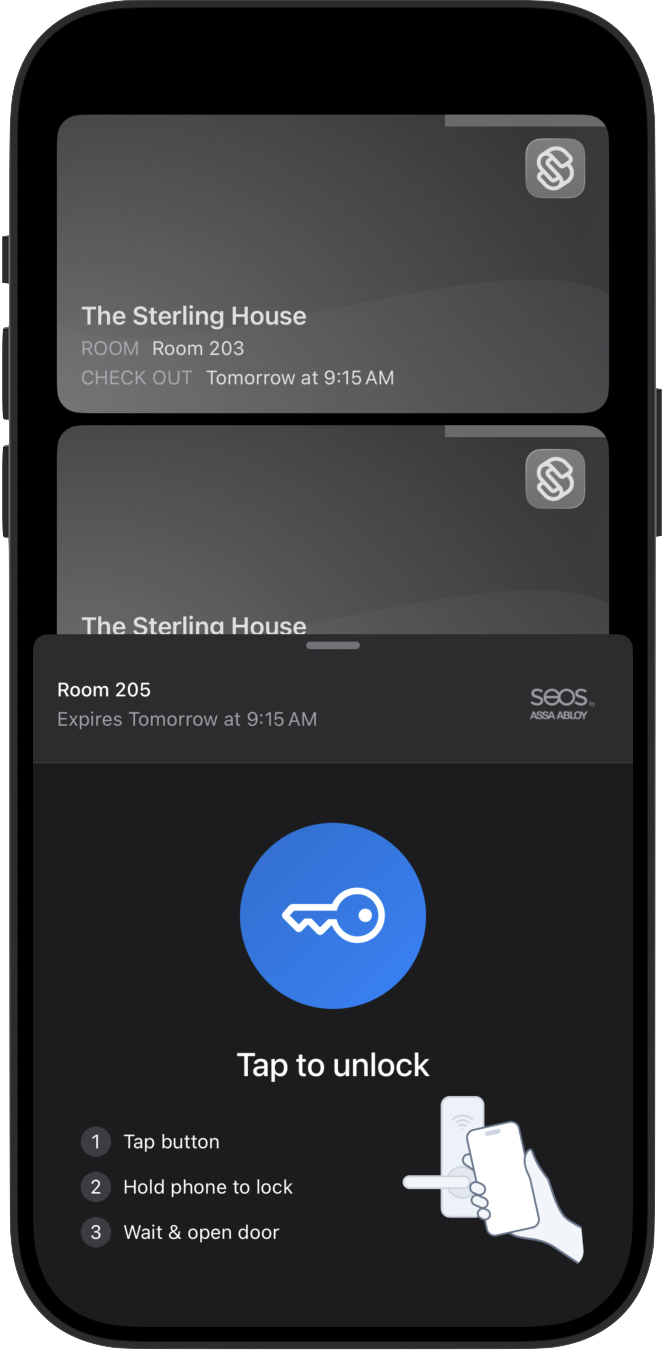 The Sterling House
ROOM Room 203
CHECK OUT Tomorrow at 9:15 AM
The Sterling House
Room 205
Expires Tomorrow at 9:15 AM
seos by
ASSA ABLOY
Tap to unlock
1 Tap button
2 Hold phone to lock
3 Wait & open door